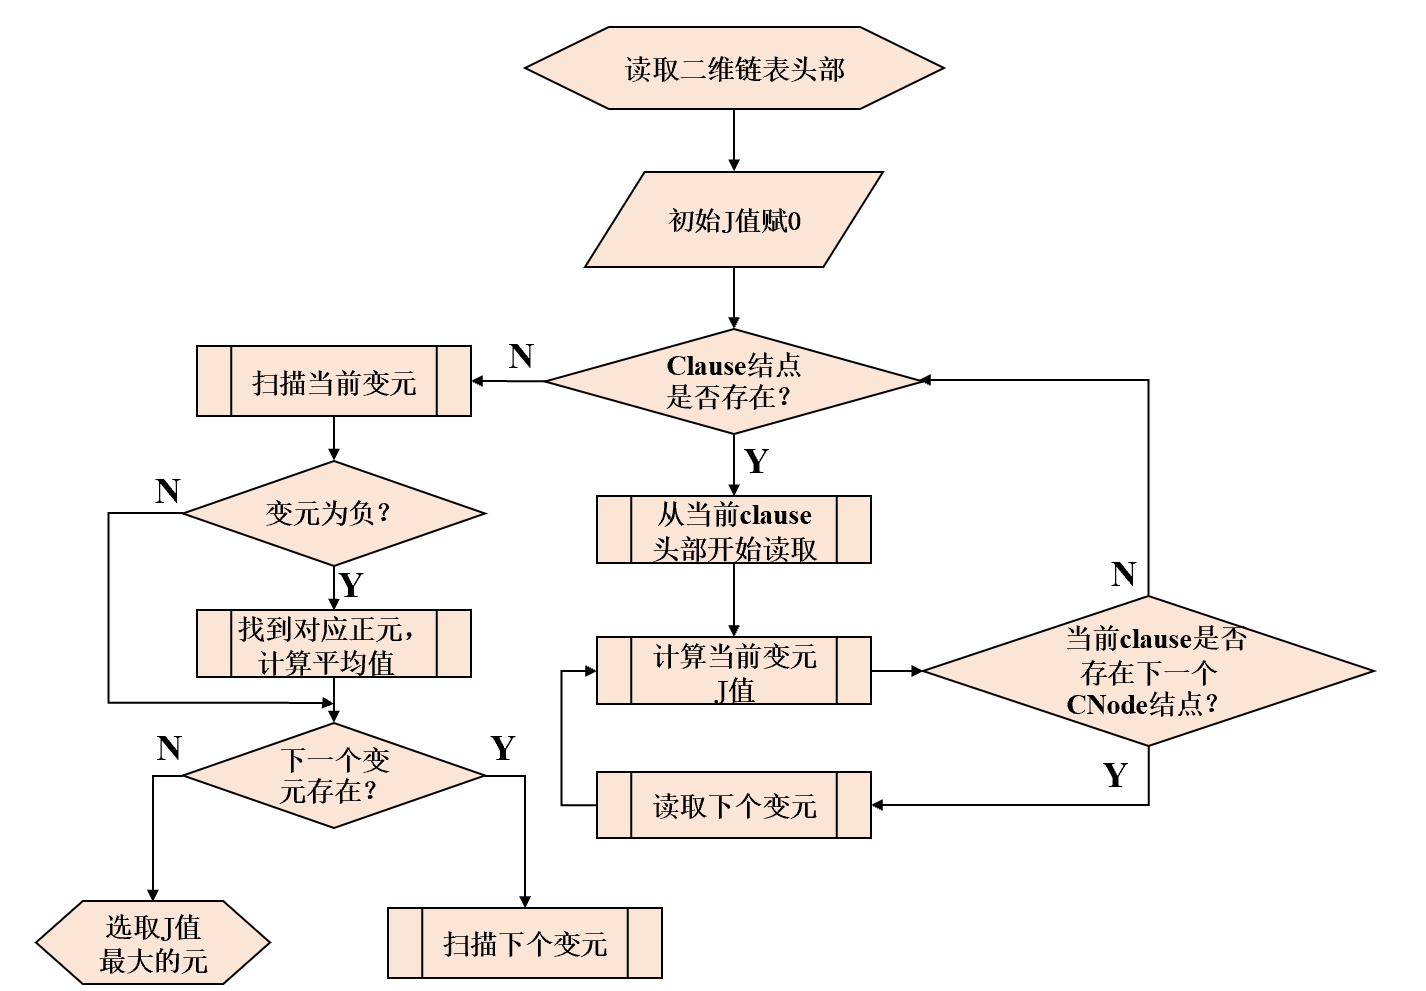 读取二维链表头部
初始J值赋0
Clause结点
是否存在?
N
扫描当前变元
Y
变元为负?
N
从当前clause
头部开始读取
Y
找到对应正元,
计算平均值
计算当前变元
J值
N
当前clause是否
存在下一个
CNode结点?
N
下一个变
元存在?
Y
读取下个变元
Y
选取J值
最大的元
扫描下个变元